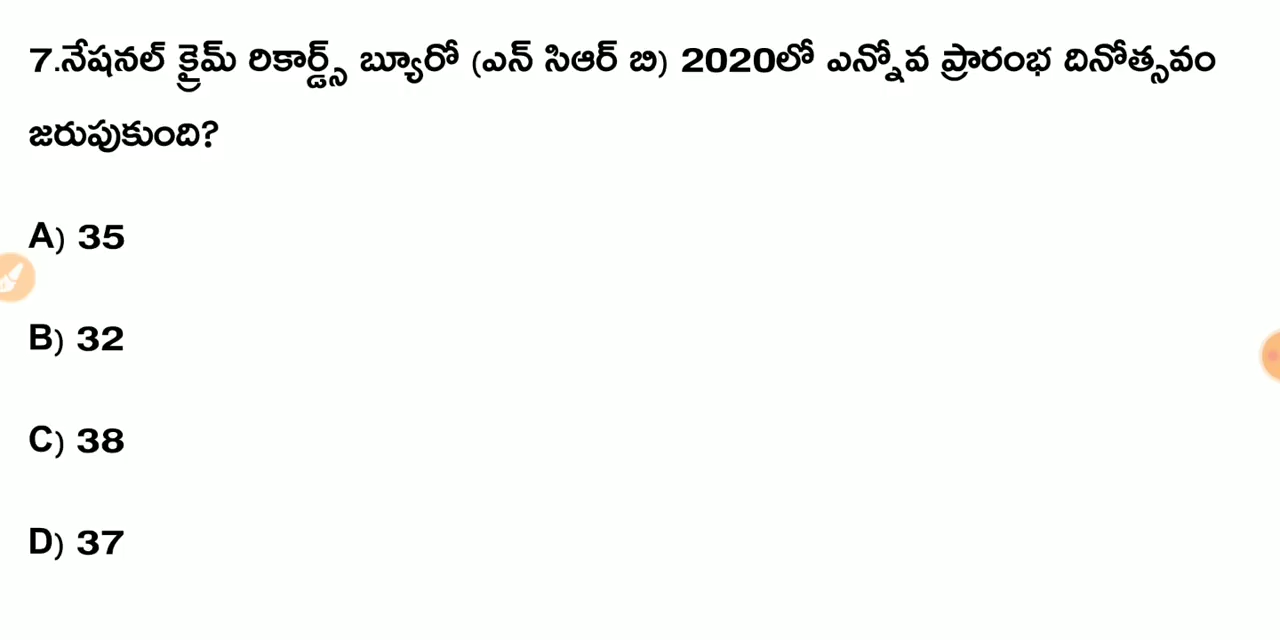 7.నేషనల్ క్రైమ్ రికార్డ్స్ బ్యూరో (ఎన్ సిఆర్ బి) 2020లో ఎన్నోవ ప్రారంభ దినోత్సవం
జరుపుకుంది?
A) 35
B) 32
C) 38
D) 37